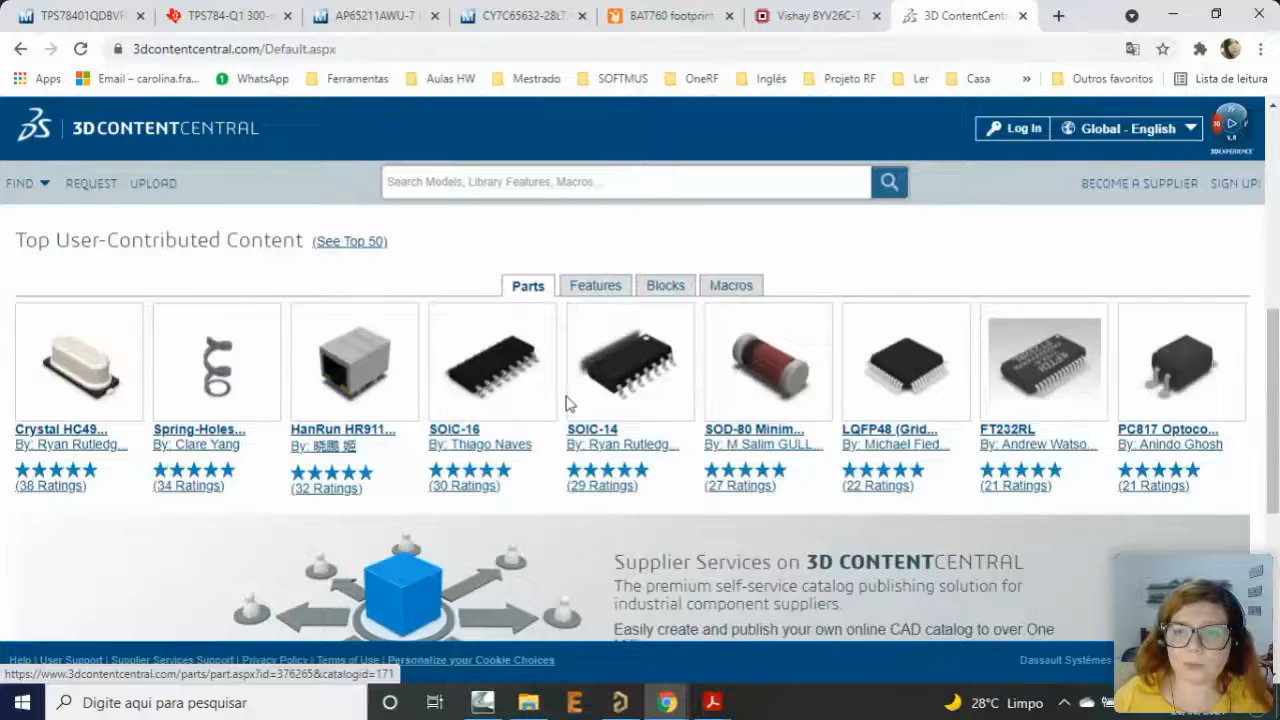 TPS78401QDBVF
TPS784-Q1 300-
AP65211AWU-7
CY7C65632-28LT
BAT760 footprint
Vishay BYV26C-T
3D ContentCent
3dcontentcentral.com/Default.aspx
Apps
Email – carolina.fra...
WhatsApp
Ferramentas
Aulas HW
Mestrado
SOFTMUS
OneRF
Inglês
Projeto RF
Ler
Casa
»
Outros favoritos
Lista de leitura
3DCONTENTCENTRAL
Log In
Global - English
3DEXPERIENCE
FIND
REQUEST
UPLOAD
Search Models, Library Features, Macros...
BECOME A SUPPLIER
SIGN UP!
Top User-Contributed Content (See Top 50)
Parts
Features
Blocks
Macros
Crystal HC49...
By: Ryan Rutledg...
(38 Ratings)
Spring-Holes...
By: Clare Yang
(34 Ratings)
HanRun HR911...
By: 晓鹏 姬
(32 Ratings)
SOIC-16
By: Thiago Naves
(30 Ratings)
SOIC-14
By: Ryan Rutledg...
(29 Ratings)
SOD-80 Minim...
By: M Salim GULL...
(27 Ratings)
LQFP48 (Grid...
By: Michael Fied...
(22 Ratings)
FT232RL
By: Andrew Watso...
(21 Ratings)
PC817 Optoco...
By: Anindo Ghosh
(21 Ratings)
Supplier Services on 3D CONTENTCENTRAL
The premium self-service catalog publishing solution for
industrial component suppliers.
Easily create and publish your own online CAD catalog to over One
Help | User Support | Supplier Services Support | Privacy Policy | Terms of Use | Personalize your Cookie Choices
Dassault Systèmes
https://www.3dcontentcentral.com/parts/part.aspx?id=376265&catalogid=171
Digite aqui para pesquisar
28°C Limpo